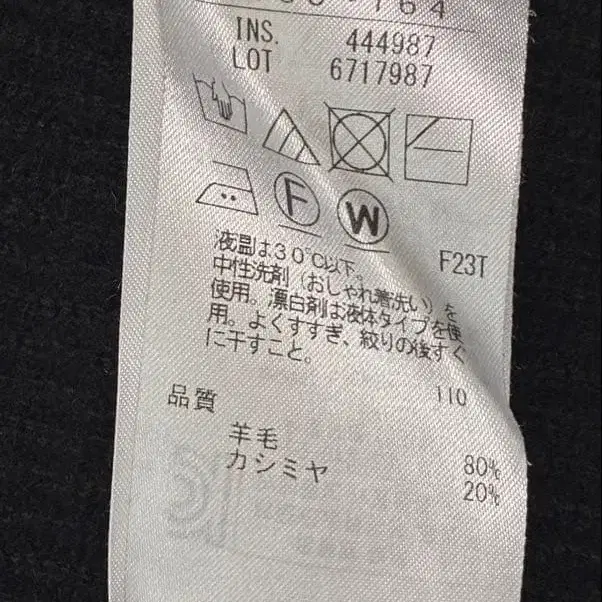 INS. 444987
LOT 6717987
F
W
液温は30℃以下。
中性洗剤(おしゃれ着洗い)を
使用。漂白剤は液体タイプを使
用。よくすすぎ、絞りの後すぐ
に干すこと。
F23T
110
品質
羊毛 80%
カシミヤ 20%